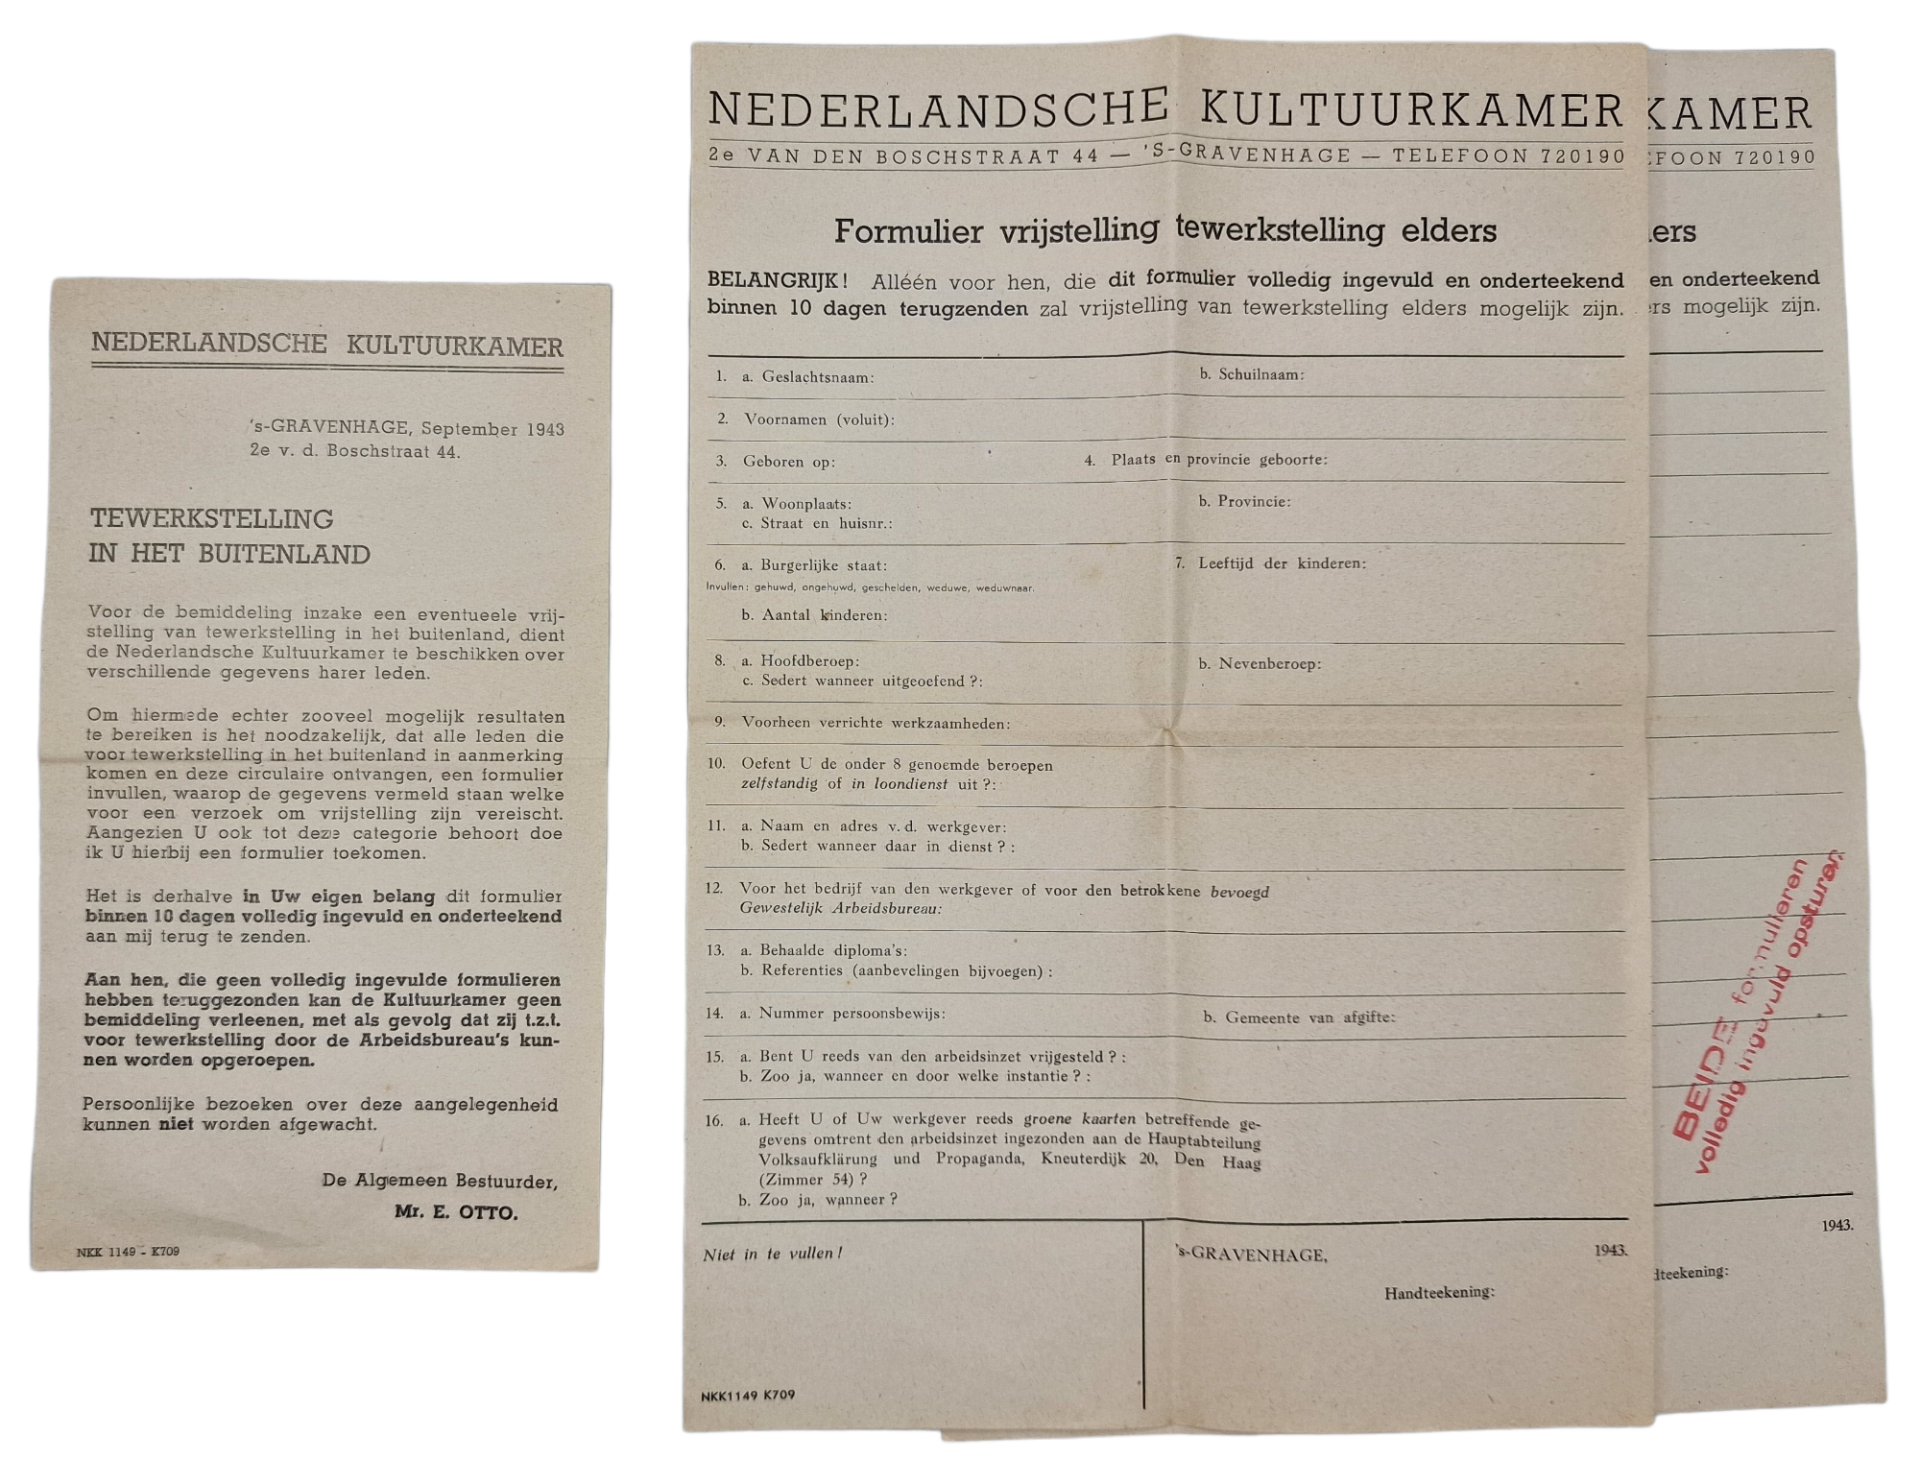 NEDERLANDSCHE KULTUURKAMER
's-GRAVENHAGE, September 1943
2e v. d. Boschstraat 44.
TEWERKSTELLING
IN HET BUITENLAND
Voor de bemiddeling inzake een eventueele vrij-
stelling van tewerkstelling in het buitenland, dient
de Nederlandsche Kultuurkamer te beschikken over
verschillende gegevens harer leden.
Om hiermede echter zooveel mogelijk resultaten
te bereiken is het noodzakelijk, dat alle leden die
voor tewerkstelling in het buitenland in aanmerking
komen en deze circulaire ontvangen, een formulier
invullen, waarop de gegevens vermeld staan welke
voor een verzoek om vrijstelling zijn vereischt.
Aangezien U ook tot deze categorie behoort doe
ik U hierbij een formulier toekomen.
Het is derhalve in Uw eigen belang dit formulier
binnen 10 dagen volledig ingevuld en onderteekend
aan mij terug te zenden.
Aan hen, die geen volledig ingevulde formulieren
hebben teruggezonden kan de Kultuurkamer geen
bemiddeling verleenen, met als gevolg dat zij t.z.t.
voor tewerkstelling door de Arbeidsbureau's kun-
nen worden opgeroepen.
Persoonlijke bezoeken over deze aangelegenheid
kunnen niet worden afgewacht.
De Algemeen Bestuurder,
Mr. E. OTTO.
NKK 1149 - K709
NEDERLANDSCHE KULTUURKAMER
2e VAN DEN BOSCHSTRAAT 44 — 'S-GRAVENHAGE — TELEFOON 720190
Formulier vrijstelling tewerkstelling elders
BELANGRIJK! Alléén voor hen, die dit formulier volledig ingevuld en onderteekend
binnen 10 dagen terugzenden zal vrijstelling van tewerkstelling elders mogelijk zijn.
1. a. Geslachtsnaam: b. Schuilnaam:
2. Voornamen (voluit):
3. Geboren op: 4. Plaats en provincie geboorte:
5. a. Woonplaats: b. Provincie:
c. Straat en huisnr.:
6. a. Burgerlijke staat: 7. Leeftijd der kinderen:
Invullen: gehuwd, ongehuwd, gescheiden, weduwe, weduwnaar.
b. Aantal kinderen:
8. a. Hoofdberoep: b. Nevenberoep:
c. Sedert wanneer uitgoefend ?:
9. Voorheen verrichte werkzaamheden:
10. Oefent U de onder 8 genoemde beroepen
zelfstandig of in loondienst uit ?:
11. a. Naam en adres v. d. werkgever:
b. Sedert wanneer daar in dienst ? :
12. Voor het bedrijf van den werkgever of voor den betrokkene bevoegd
Gewestelijk Arbeidsbureau:
13. a. Behaalde diploma's:
b. Referenties (aanbevelingen bijvoegen) :
14. a. Nummer persoonsbewijs: b. Gemeente van afgifte:
15. a. Bent U reeds van den arbeidsinzet vrijgesteld ? :
b. Zoo ja, wanneer en door welke instantie ? :
16. a. Heeft U of Uw werkgever reeds groene kaarten betreffende ge-
gevens omtrent den arbeidsinzet ingezonden aan de Hauptabteilung
Volksaufklärung und Propaganda, Kneuterdijk 20, Den Haag
(Zimmer 54) ?
b. Zoo ja, wanneer ?
Niet in te vullen! 's-GRAVENHAGE, 1943.
Handteekening:
NKK1149 K709
KAMER
EFOON 720190
ers
en onderteekend
rs mogelijk zijn.
BEIDE formulieren
volledig ingevuld opsturen
1943.
dteekening: